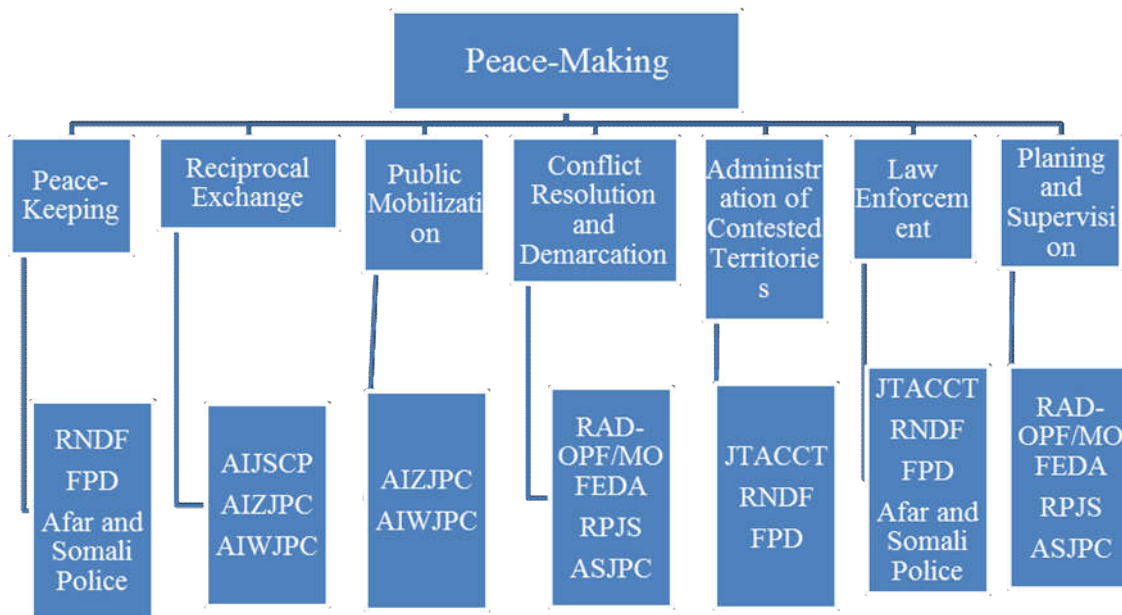 Peace-Making
Peace-
Keeping
Reciprocal
Exchange
Public
Mobilizati
on
Conflict
Resolution
and
Demarcation
Administr
ation of
Contested
Territorie
s
Law
Enforcem
ent
Planing
and
Supervisi
on
RNDF
FPD
Afar and
Somali
Police
AIJSCP
AIZJPC
AIWJPC
AIZJPC
AIWJPC
RAD-
OPF/MO
FEDA
RPJS
ASJPC
JTACCT
RNDF
FPD
JTACCT
RNDF
FPD
Afar and
Somali
Police
RAD-
OPF/MO
FEDA
RPJS
ASJPC